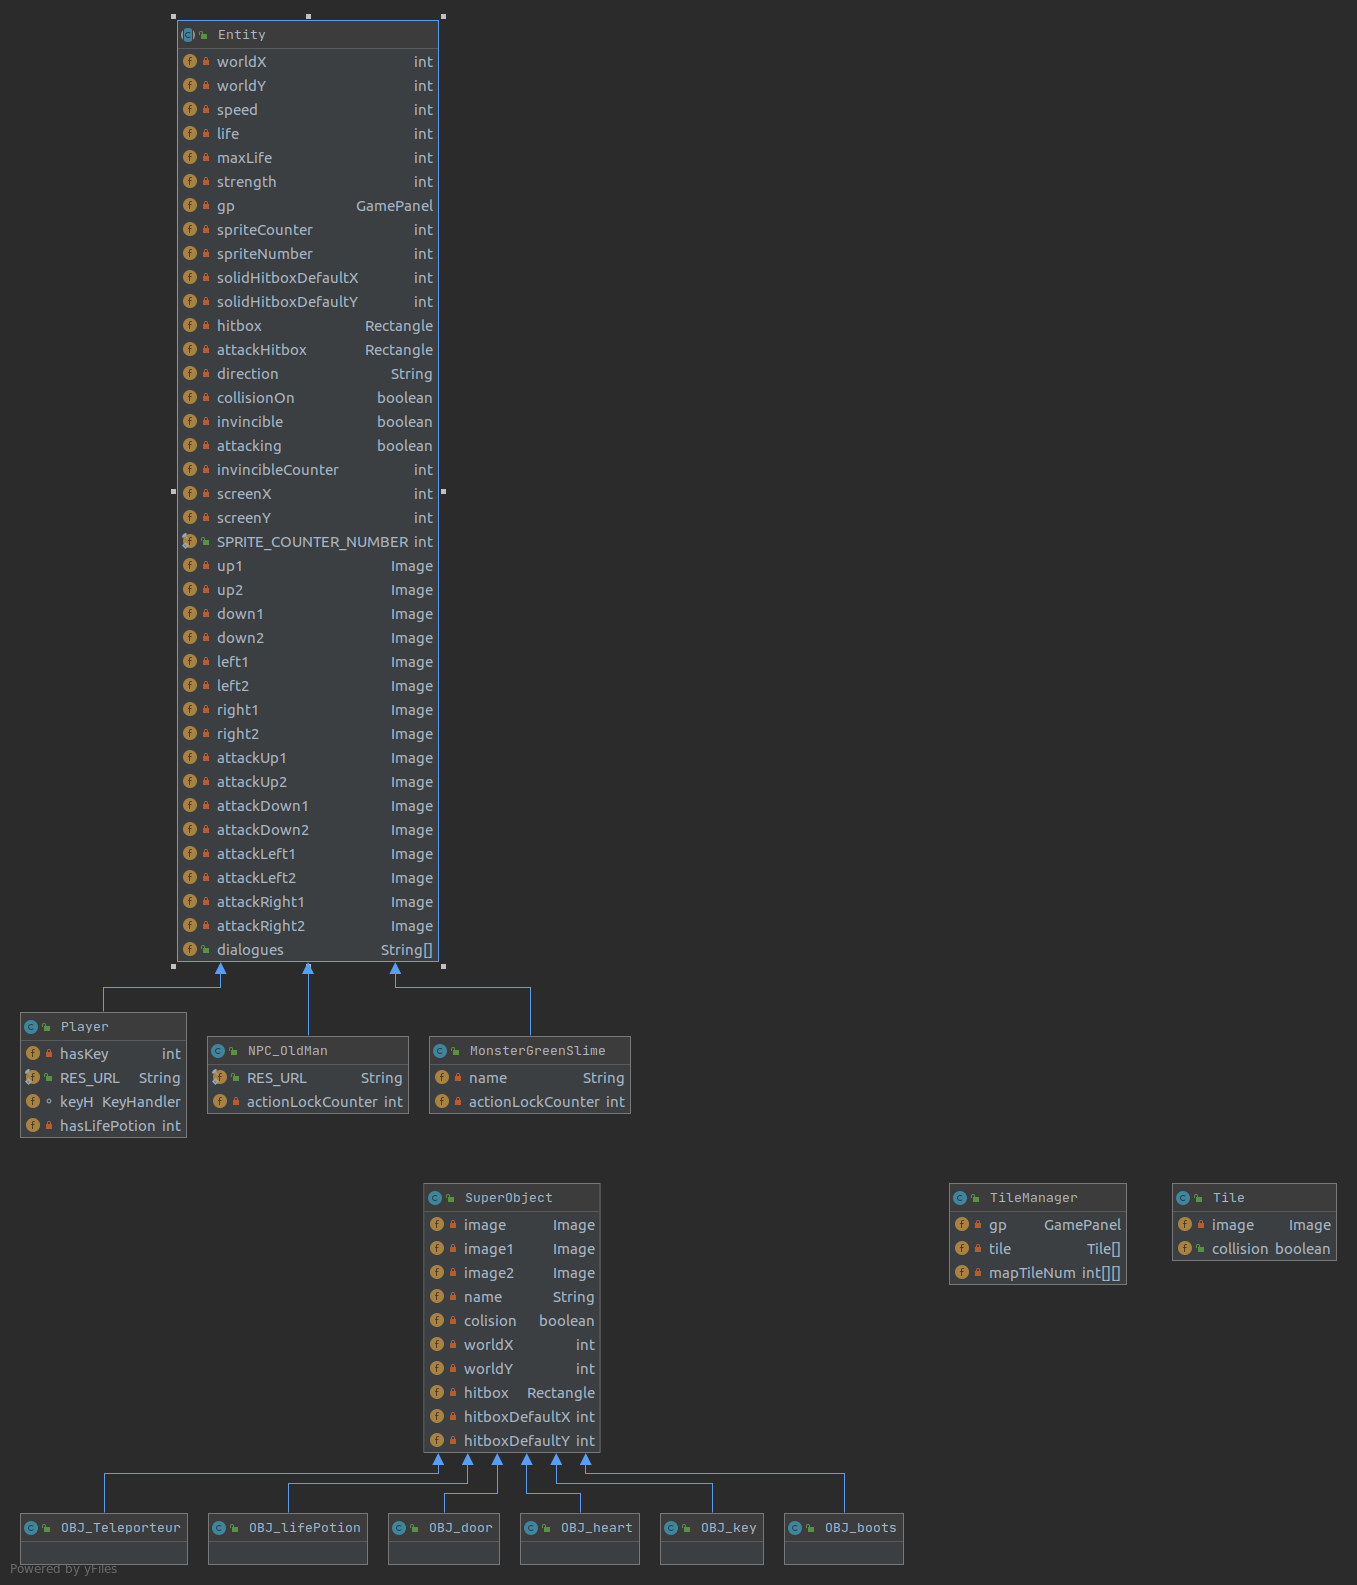 Entity
worldX int
worldY int
speed int
life int
maxLife int
strength int
gp GamePanel
spriteCounter int
spriteNumber int
solidHitboxDefaultX int
solidHitboxDefaultY int
hitbox Rectangle
attackHitbox Rectangle
direction String
collisionOn boolean
invincible boolean
attacking boolean
invincibleCounter int
screenX int
screenY int
SPRITE_COUNTER_NUMBER int
up1 Image
up2 Image
down1 Image
down2 Image
left1 Image
left2 Image
right1 Image
right2 Image
attackUp1 Image
attackUp2 Image
attackDown1 Image
attackDown2 Image
attackLeft1 Image
attackLeft2 Image
attackRight1 Image
attackRight2 Image
dialogues String[]
Player
hasKey int
RES_URL String
keyH KeyHandler
hasLifePotion int
NPC_OldMan
RES_URL String
actionLockCounter int
MonsterGreenSlime
name String
actionLockCounter int
SuperObject
image Image
image1 Image
image2 Image
name String
colision boolean
worldX int
worldY int
hitbox Rectangle
hitboxDefaultX int
hitboxDefaultY int
TileManager
gp GamePanel
tile Tile[]
mapTileNum int[][]
Tile
image Image
collision boolean
OBJ_Teleporteur
OBJ_lifePotion
OBJ_door
OBJ_heart
OBJ_key
OBJ_boots
Powered by yFiles